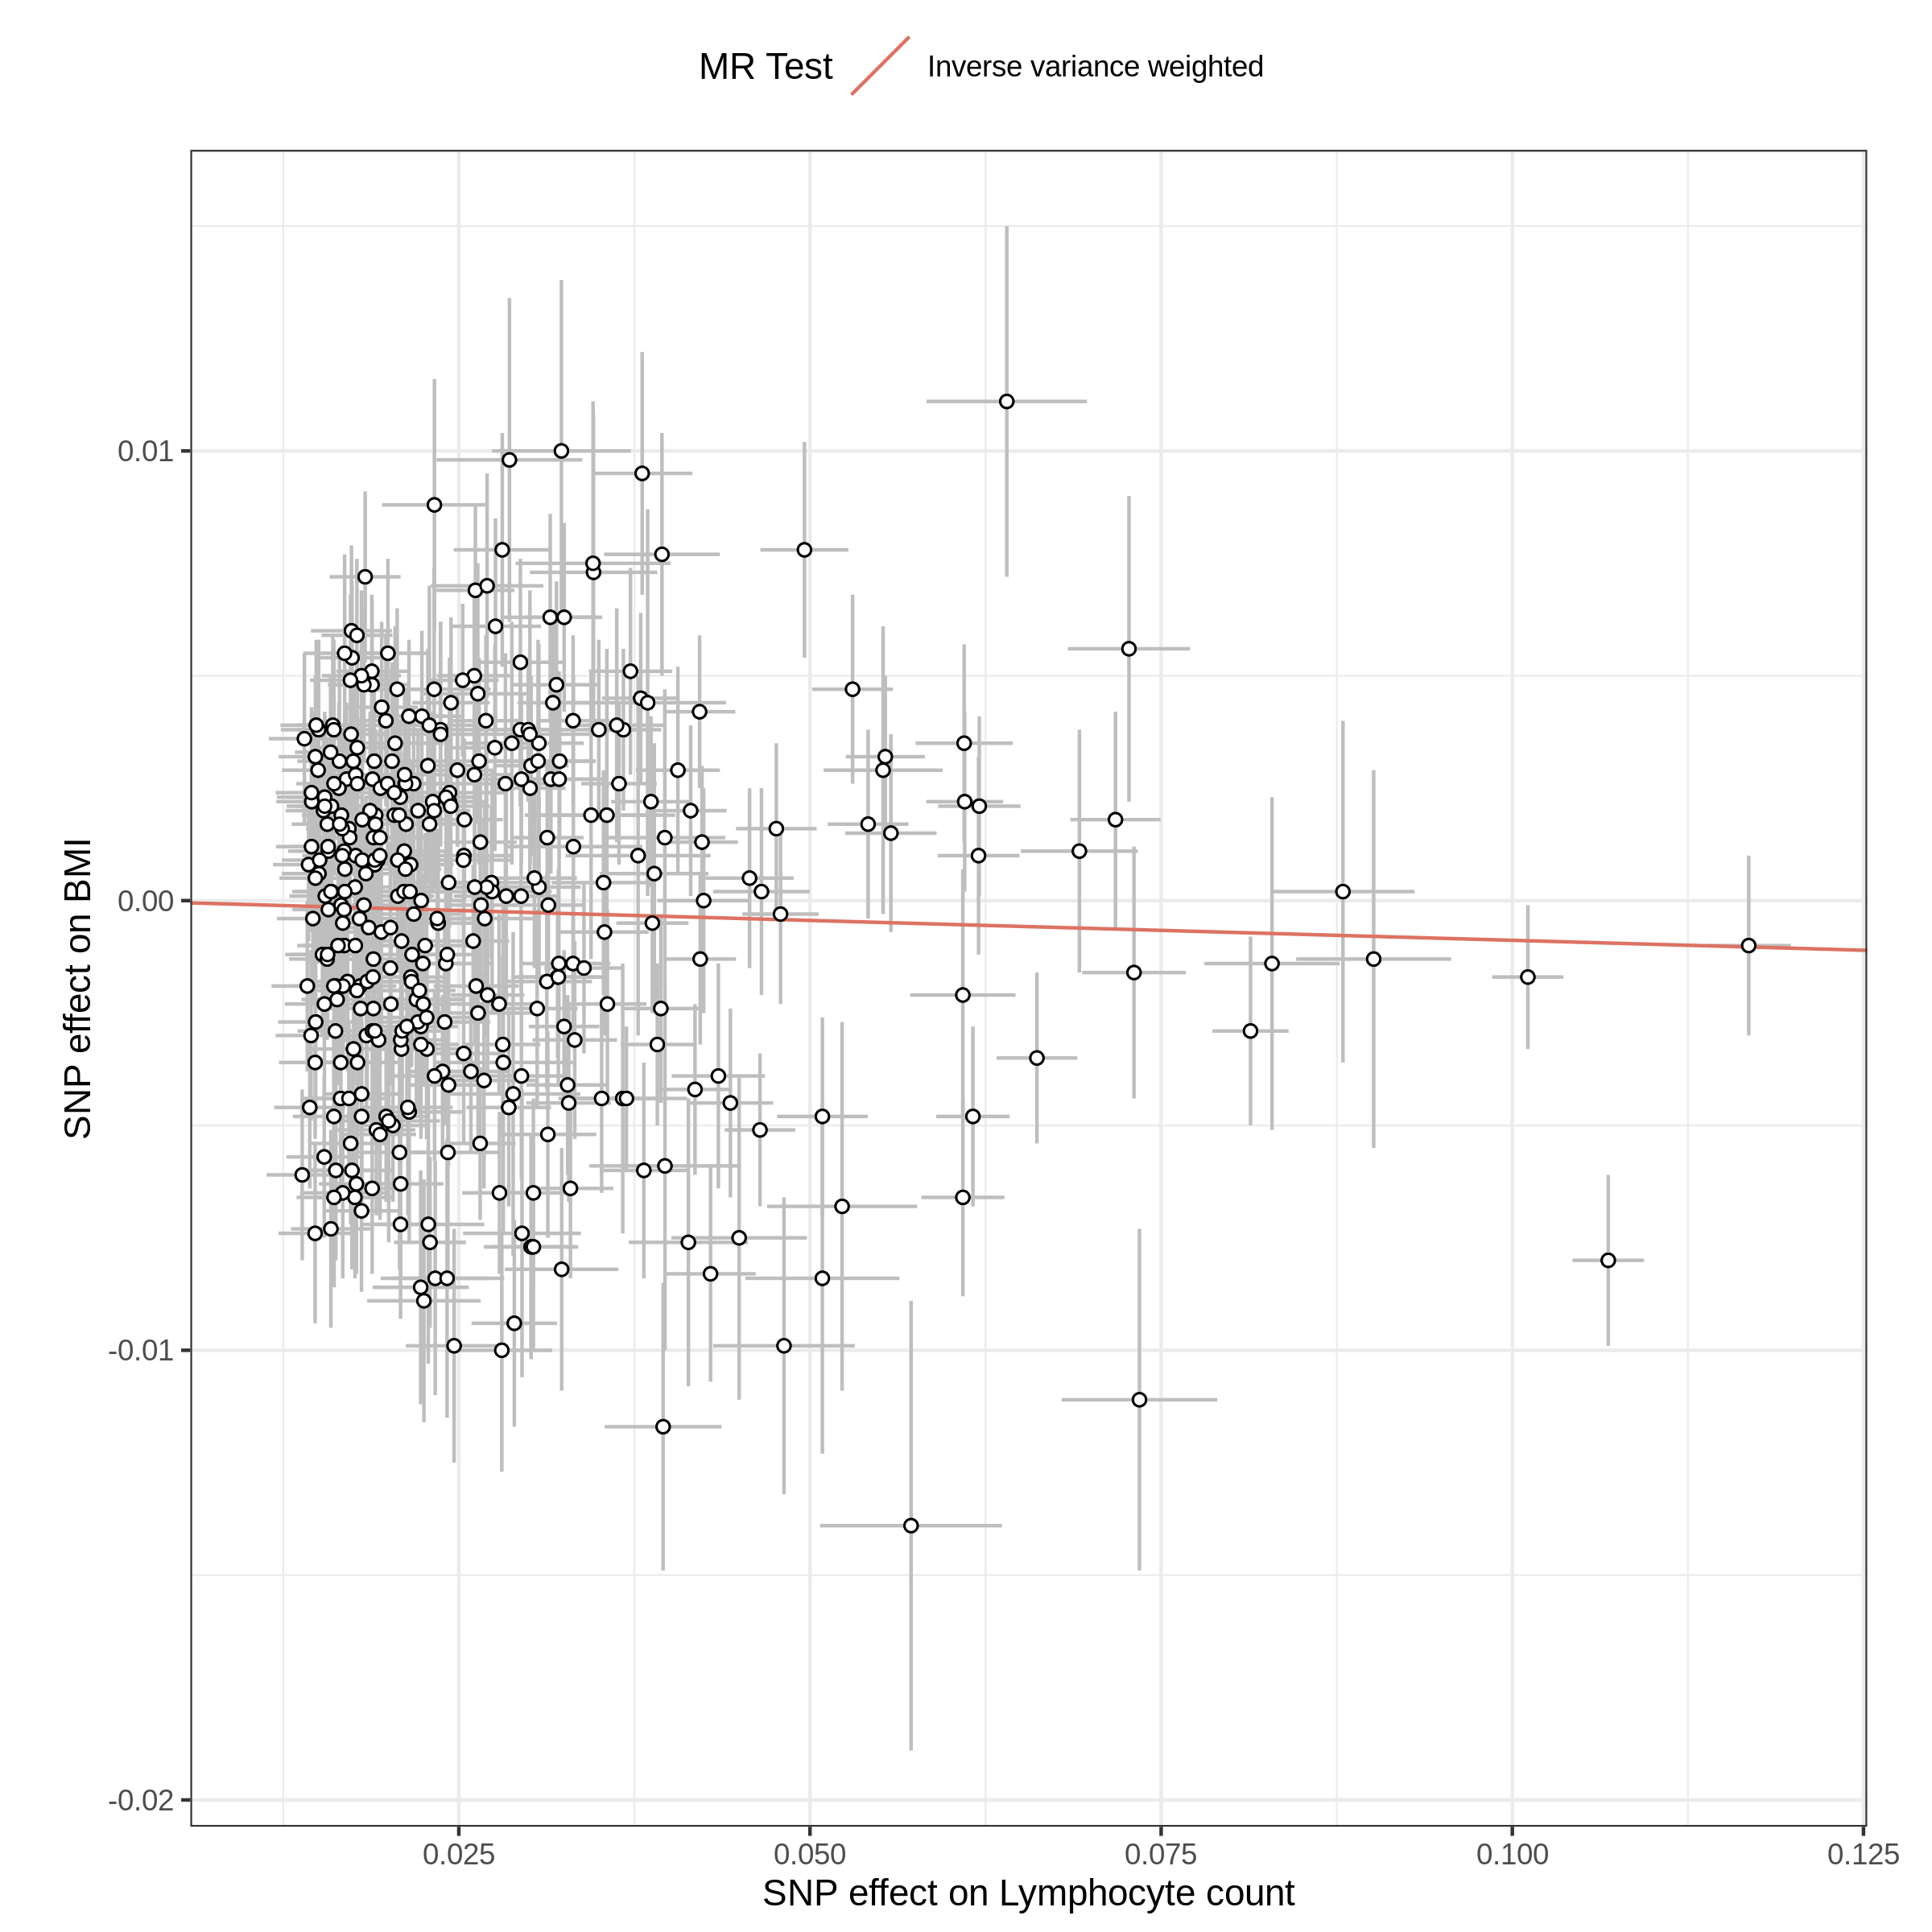 MR Test Inverse variance weighted
0.01
0.00
-0.01
-0.02
SNP effect on BMI
0.025 0.050 0.075 0.100 0.125
SNP effect on Lymphocyte count